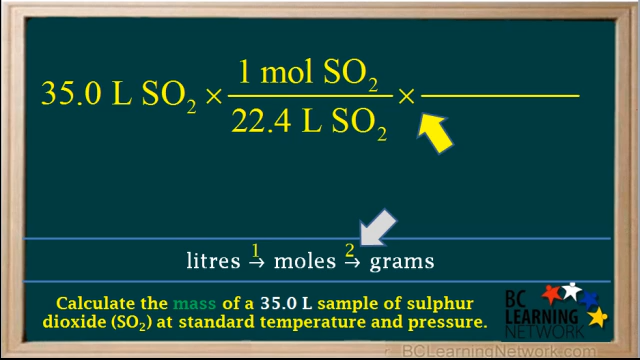 35.0 L SO₂ × 1 mol SO₂ / 22.4 L SO₂ ×
1 2
litres → moles → grams
Calculate the mass of a 35.0 L sample of sulphur
dioxide (SO₂) at standard temperature and pressure.
BC
LEARNING
NETWORK
BCLearningNetwork.com